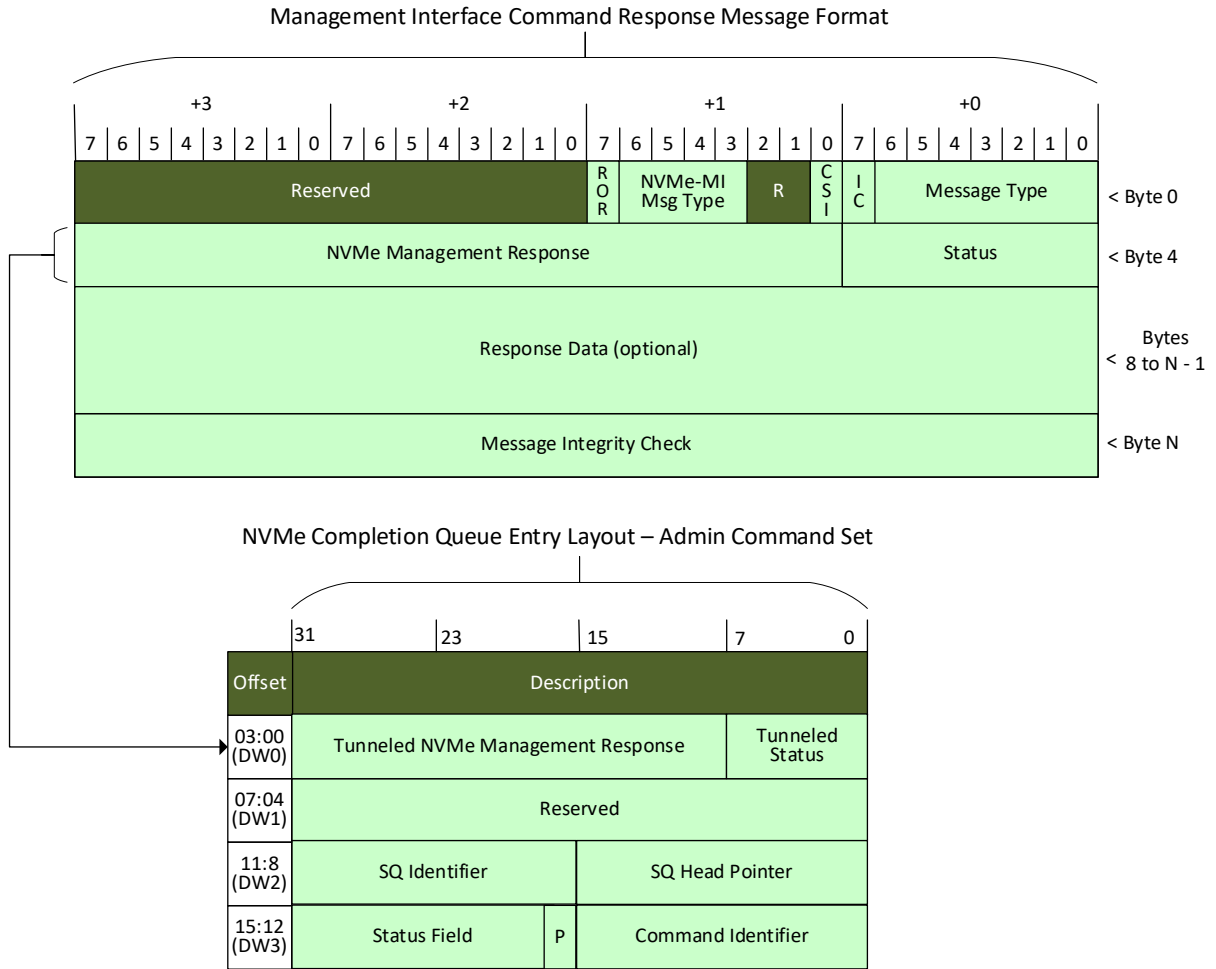 Management Interface Command Response Message Format
+3 +2 +1 +0
7 6 5 4 3 2 1 0 7 6 5 4 3 2 1 0 7 6 5 4 3 2 1 0 7 6 5 4 3 2 1 0
Reserved
R
O
R
NVMe-MI
Msg Type
R
C
S
I
I
C
Message Type
< Byte 0
NVMe Management Response
Status
< Byte 4
Response Data (optional)
Bytes
< 8 to N - 1
Message Integrity Check
< Byte N
NVMe Completion Queue Entry Layout – Admin Command Set
31 23 15 7 0
Offset
Description
03:00
(DW0)
Tunneled NVMe Management Response
Tunneled
Status
07:04
(DW1)
Reserved
11:8
(DW2)
SQ Identifier
SQ Head Pointer
15:12
(DW3)
Status Field
P
Command Identifier